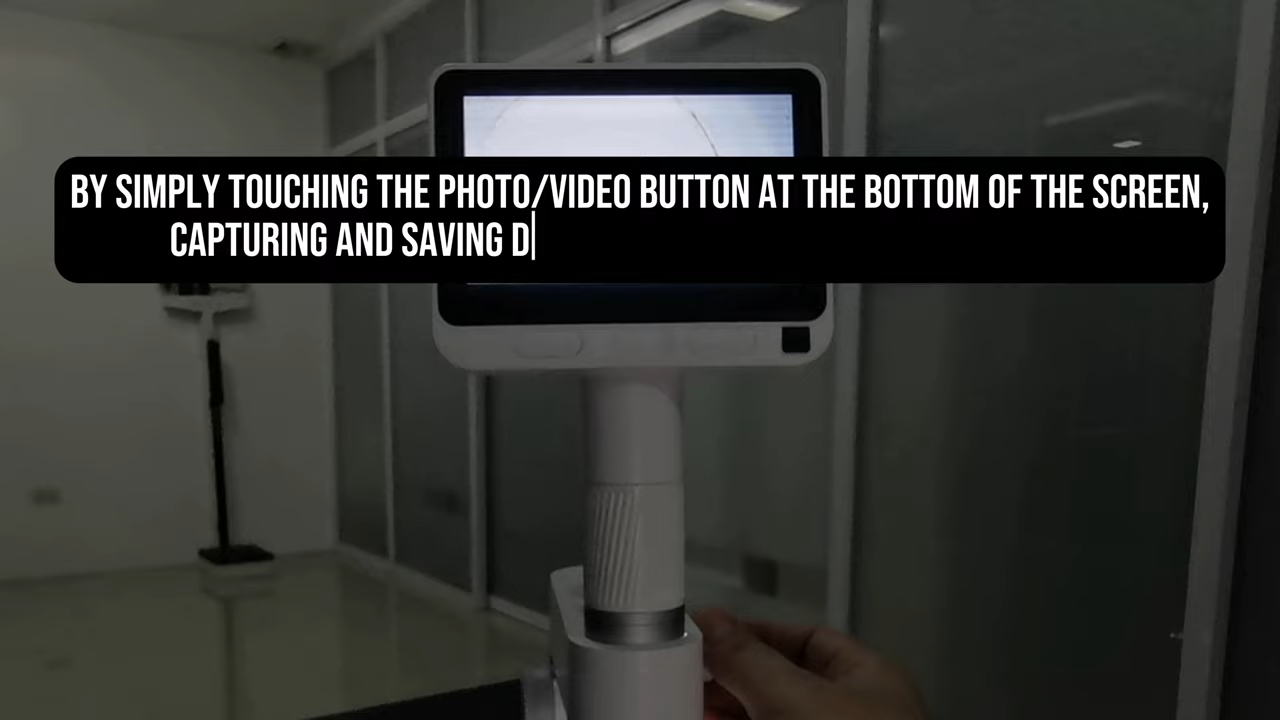 BY SIMPLY TOUCHING THE PHOTO/VIDEO BUTTON AT THE BOTTOM OF THE SCREEN,
CAPTURING AND SAVING D